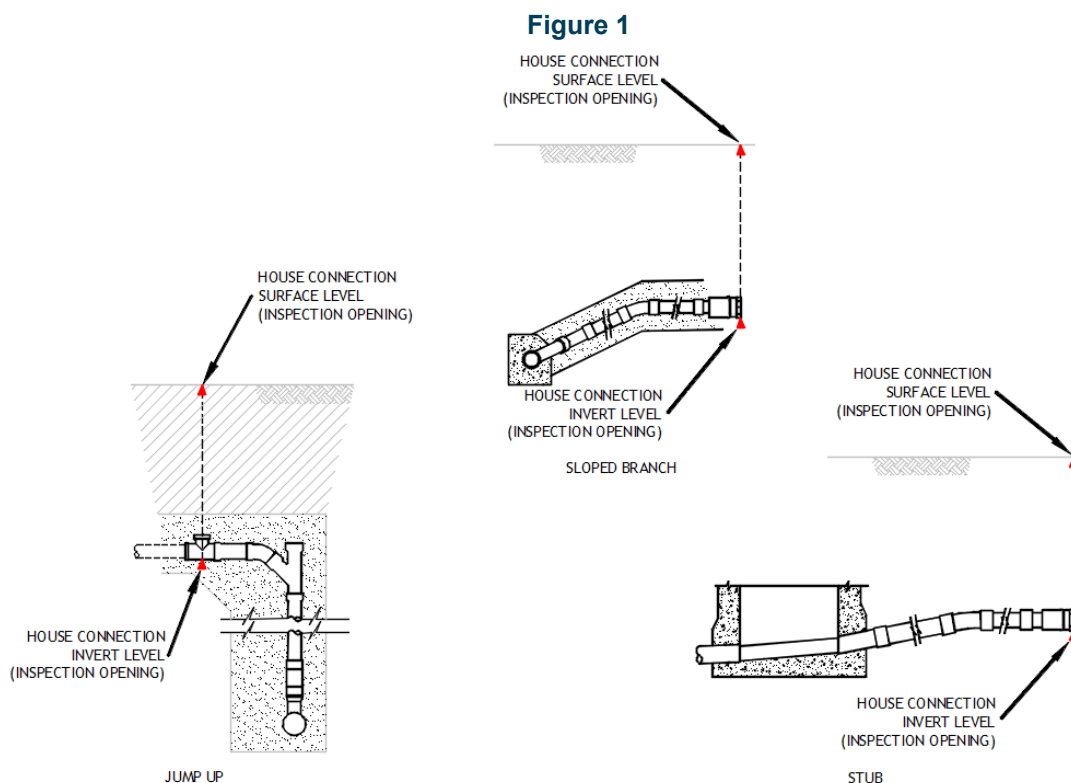 Figure 1
HOUSE CONNECTION
SURFACE LEVEL
(INSPECTION OPENING)
HOUSE CONNECTION
INVERT LEVEL
(INSPECTION OPENING)
SLOPED BRANCH
HOUSE CONNECTION
SURFACE LEVEL
(INSPECTION OPENING)
HOUSE CONNECTION
INVERT LEVEL
(INSPECTION OPENING)
JUMP UP
HOUSE CONNECTION
SURFACE LEVEL
(INSPECTION OPENING)
HOUSE CONNECTION
INVERT LEVEL
(INSPECTION OPENING)
STUB